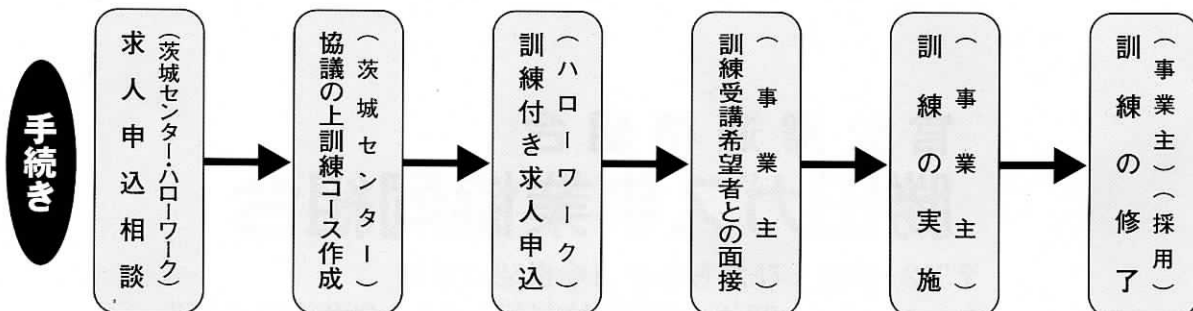 手続き
(茨城センター・ハローワーク)
求人申込相談
(茨城センター)
協議の上訓練コース作成
(ハローワーク)
訓練付き求人申込
(事業主)
訓練受講希望者との面接
(事業主)
訓練の実施
(事業主)(採用)
訓練の修了